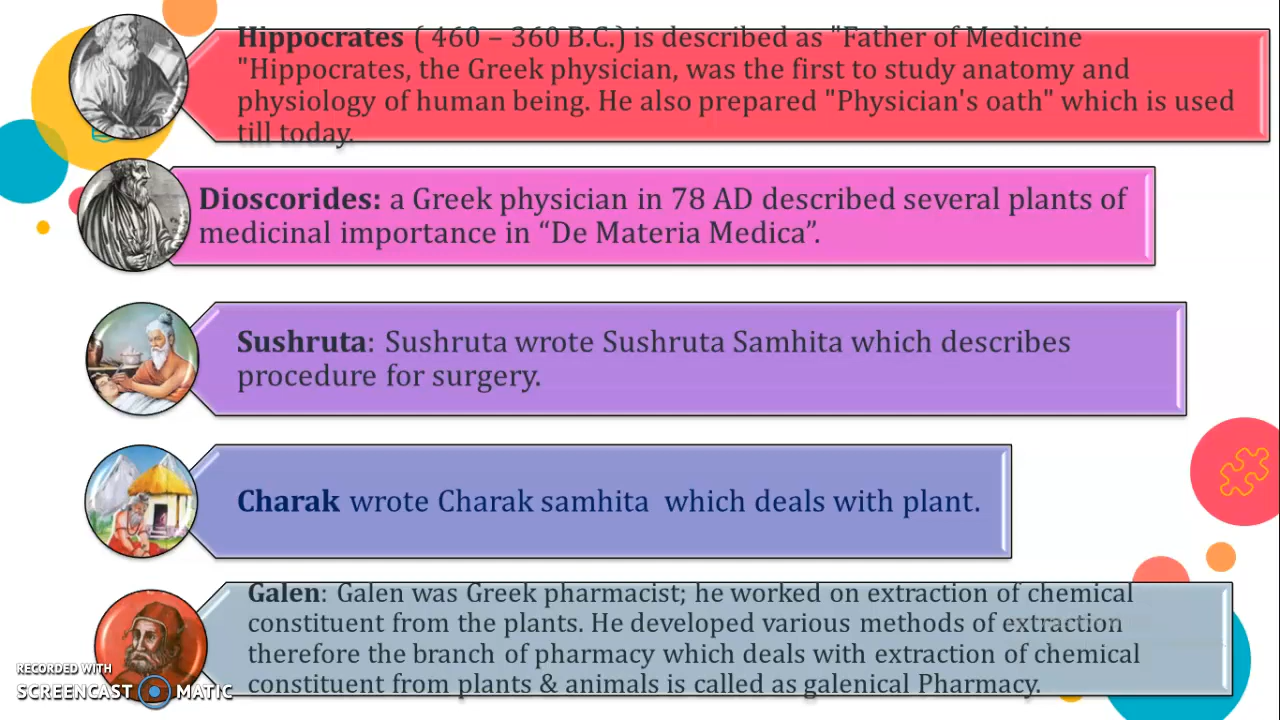 Hippocrates ( 460 – 360 B.C.) is described as "Father of Medicine
"Hippocrates, the Greek physician, was the first to study anatomy and
physiology of human being. He also prepared "Physician's oath" which is used
till today.
Dioscorides: a Greek physician in 78 AD described several plants of
medicinal importance in “De Materia Medica”.
Sushruta: Sushruta wrote Sushruta Samhita which describes
procedure for surgery.
Charak wrote Charak samhita which deals with plant.
Galen: Galen was Greek pharmacist; he worked on extraction of chemical
constituent from the plants. He developed various methods of extraction
therefore the branch of pharmacy which deals with extraction of chemical
constituent from plants & animals is called as galenical Pharmacy.
RECORDED WITH
SCREENCAST MATIC